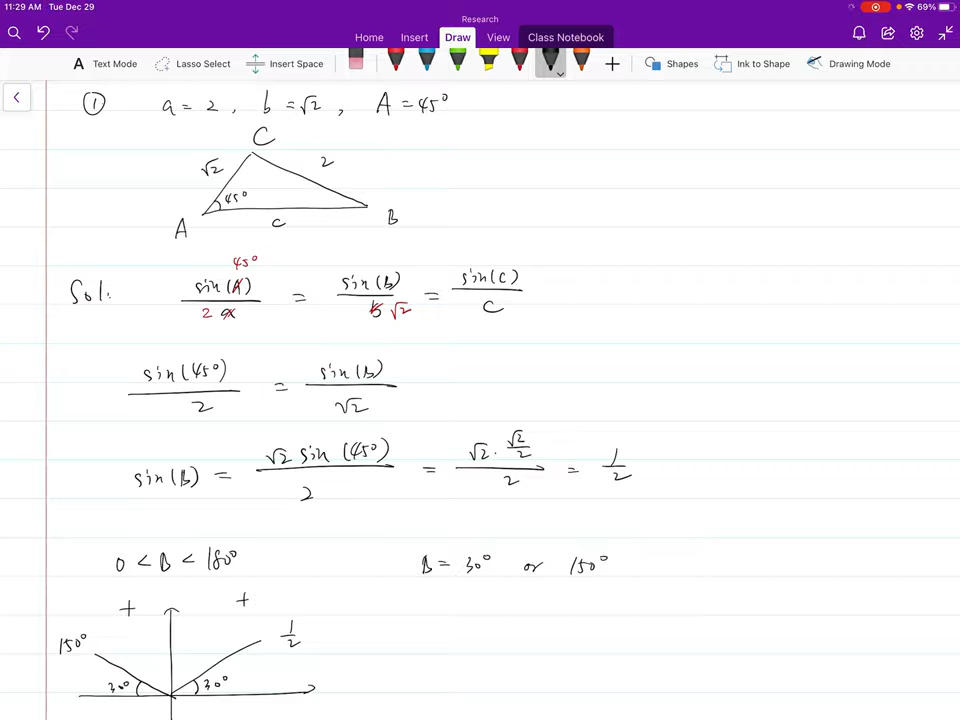 11:29 AM Tue Dec 29
69%
Research
Home Insert Draw View Class Notebook
Text Mode Lasso Select Insert Space Shapes Ink to Shape Drawing Mode
① a = 2, b = √2, A = 45°
C
√2 2
45°
A c B
45°
Sol: sin(A)/a = sin(B)/b = sin(C)/c
2 √2
sin(45°)/2 = sin(B)/√2
sin(B) = √2 sin(45°)/2 = √2 · √2/2 / 2 = 1/2
0 < B < 180° B = 30° or 150°
+ +
150° 1/2
30° 30°